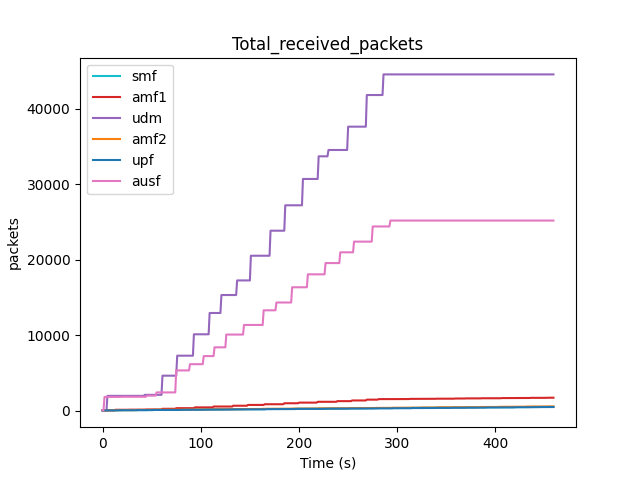 Total_received_packets
smf
amf1
udm
amf2
upf
ausf
packets
40000
30000
20000
10000
0
0 100 200 300 400
Time (s)